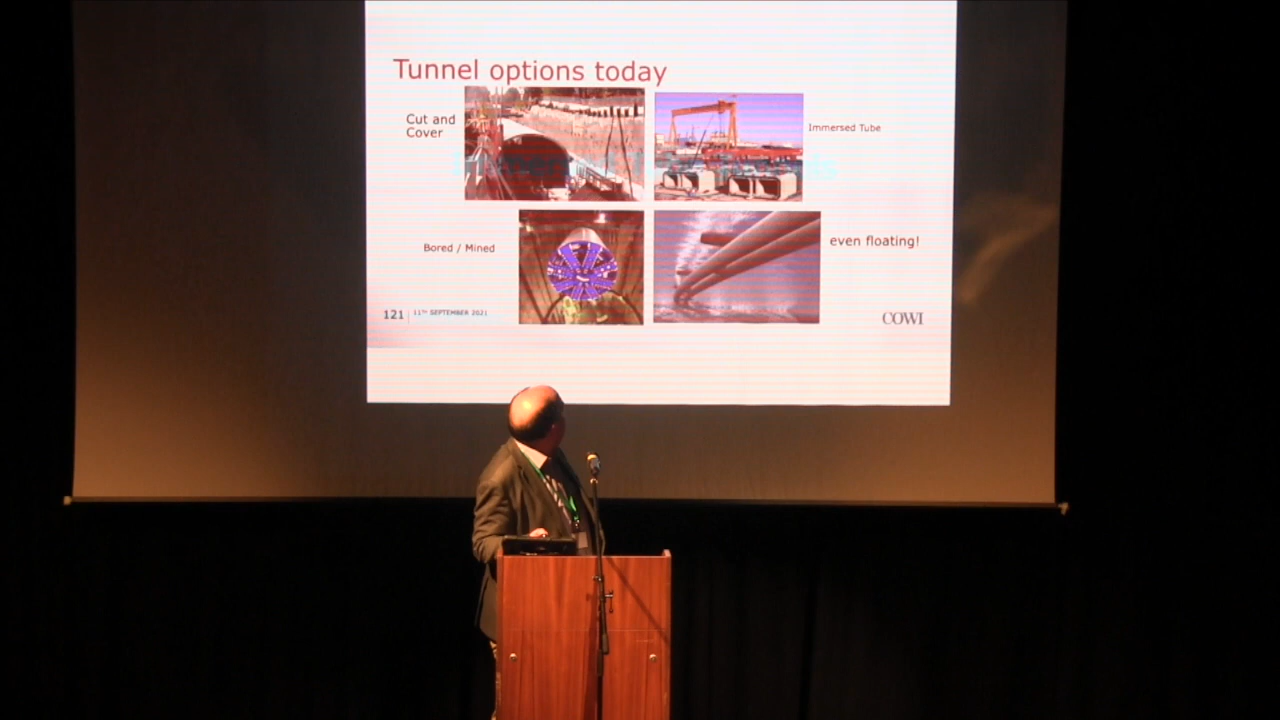 Tunnel options today
Cut and
Cover
Immersed Tube
Bored / Mined
even floating!
121
11TH SEPTEMBER 2021
COWI